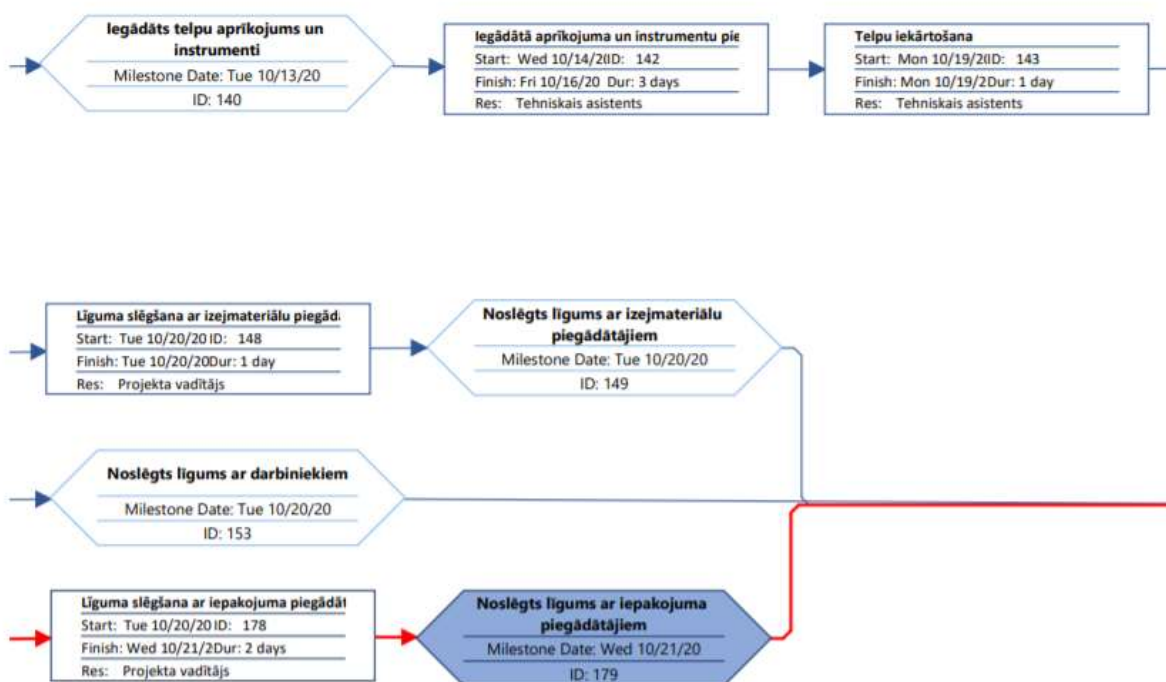 Iegādāts telpu aprīkojums un
instrumenti
Milestone Date: Tue 10/13/20
ID: 140
Iegādātā aprīkojuma un instrumentu pie
Start: Wed 10/14/20 ID: 142
Finish: Fri 10/16/20 Dur: 3 days
Res: Tehniskais asistents
Telpu iekārtošana
Start: Mon 10/19/20 ID: 143
Finish: Mon 10/19/2 Dur: 1 day
Res: Tehniskais asistents
Līguma slēgšana ar izejmateriālu piegād
Start: Tue 10/20/20 ID: 148
Finish: Tue 10/20/20 Dur: 1 day
Res: Projekta vadītājs
Noslēgts līgums ar izejmateriālu
piegādātājiem
Milestone Date: Tue 10/20/20
ID: 149
Noslēgts līgums ar darbiniekiem
Milestone Date: Tue 10/20/20
ID: 153
Līguma slēgšana ar iepakojuma piegādāt
Start: Tue 10/20/20 ID: 178
Finish: Wed 10/21/2 Dur: 2 days
Res: Projekta vadītājs
Noslēgts līgums ar iepakojuma
piegādātājiem
Milestone Date: Wed 10/21/20
ID: 179